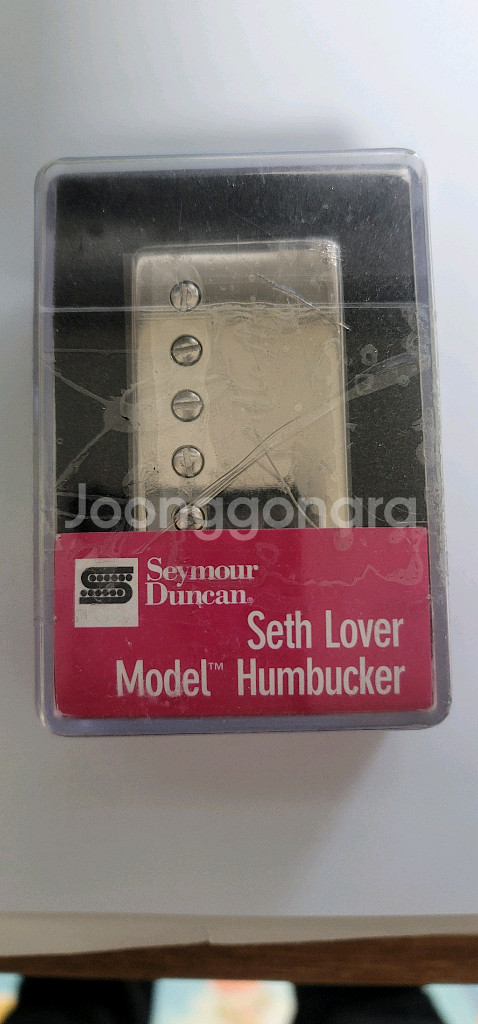 Joonggonara
Seymour
Duncan®
Seth Lover
Model™ Humbucker